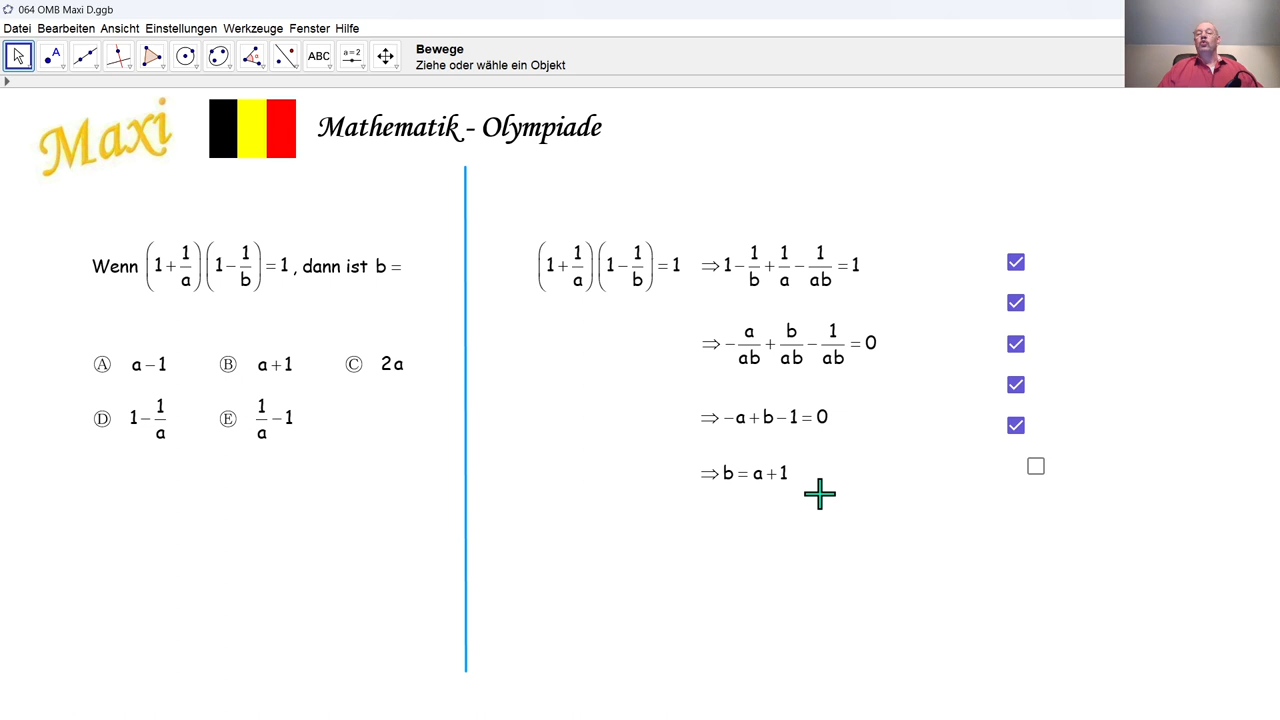 064 OMB Maxi D.ggb
Datei Bearbeiten Ansicht Einstellungen Werkzeuge Fenster Hilfe
A ABC a=2
Bewege
Ziehe oder wähle ein Objekt
Maxi
Mathematik - Olympiade
Wenn (1+1/a)(1−1/b)=1, dann ist b =
Ⓐ a−1 Ⓑ a+1 Ⓒ 2a
Ⓓ 1−1/a Ⓔ 1/a−1
(1+1/a)(1−1/b)=1 ⇒1−1/b+1/a−1/ab=1
⇒−a/ab+b/ab−1/ab=0
⇒−a+b−1=0
⇒b=a+1